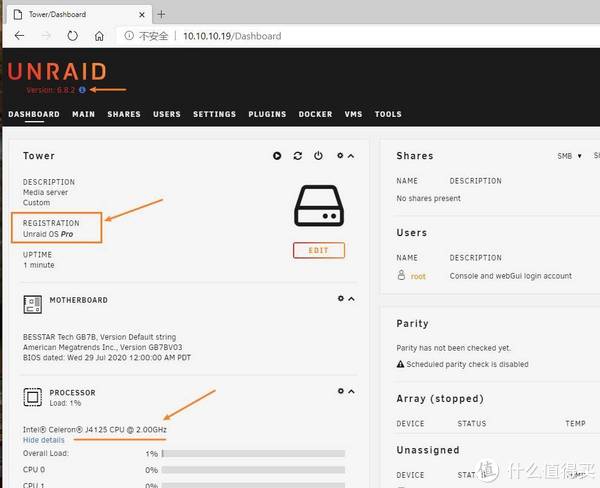 Tower/Dashboard
不安全 10.10.10.19/Dashboard
UNRAID
Version: 6.8.2
DASHBOARD MAIN SHARES USERS SETTINGS PLUGINS DOCKER VMS TOOLS
Tower
DESCRIPTION
Media server
Custom
REGISTRATION
Unraid OS Pro
UPTIME
1 minute
EDIT
MOTHERBOARD
BESSTAR Tech GB7B, Version Default string
American Megatrends Inc., Version GB7BV03
BIOS dated: Wed 29 Jul 2020 12:00:00 AM PDT
PROCESSOR
Load: 1%
Intel® Celeron® J4125 CPU @ 2.00GHz
Hide details
Overall Load: 1%
CPU 0 0%
CPU 1 0%
Shares
SMB
NAME DESCRIPTION
No shares present
Users
NAME DESCRIPTION
root Console and webGui login account
Parity
Parity has not been checked yet.
Scheduled parity check is disabled
Array (stopped)
DEVICE STATUS TEMP
Unassigned
DEVICE
值 什么值得买